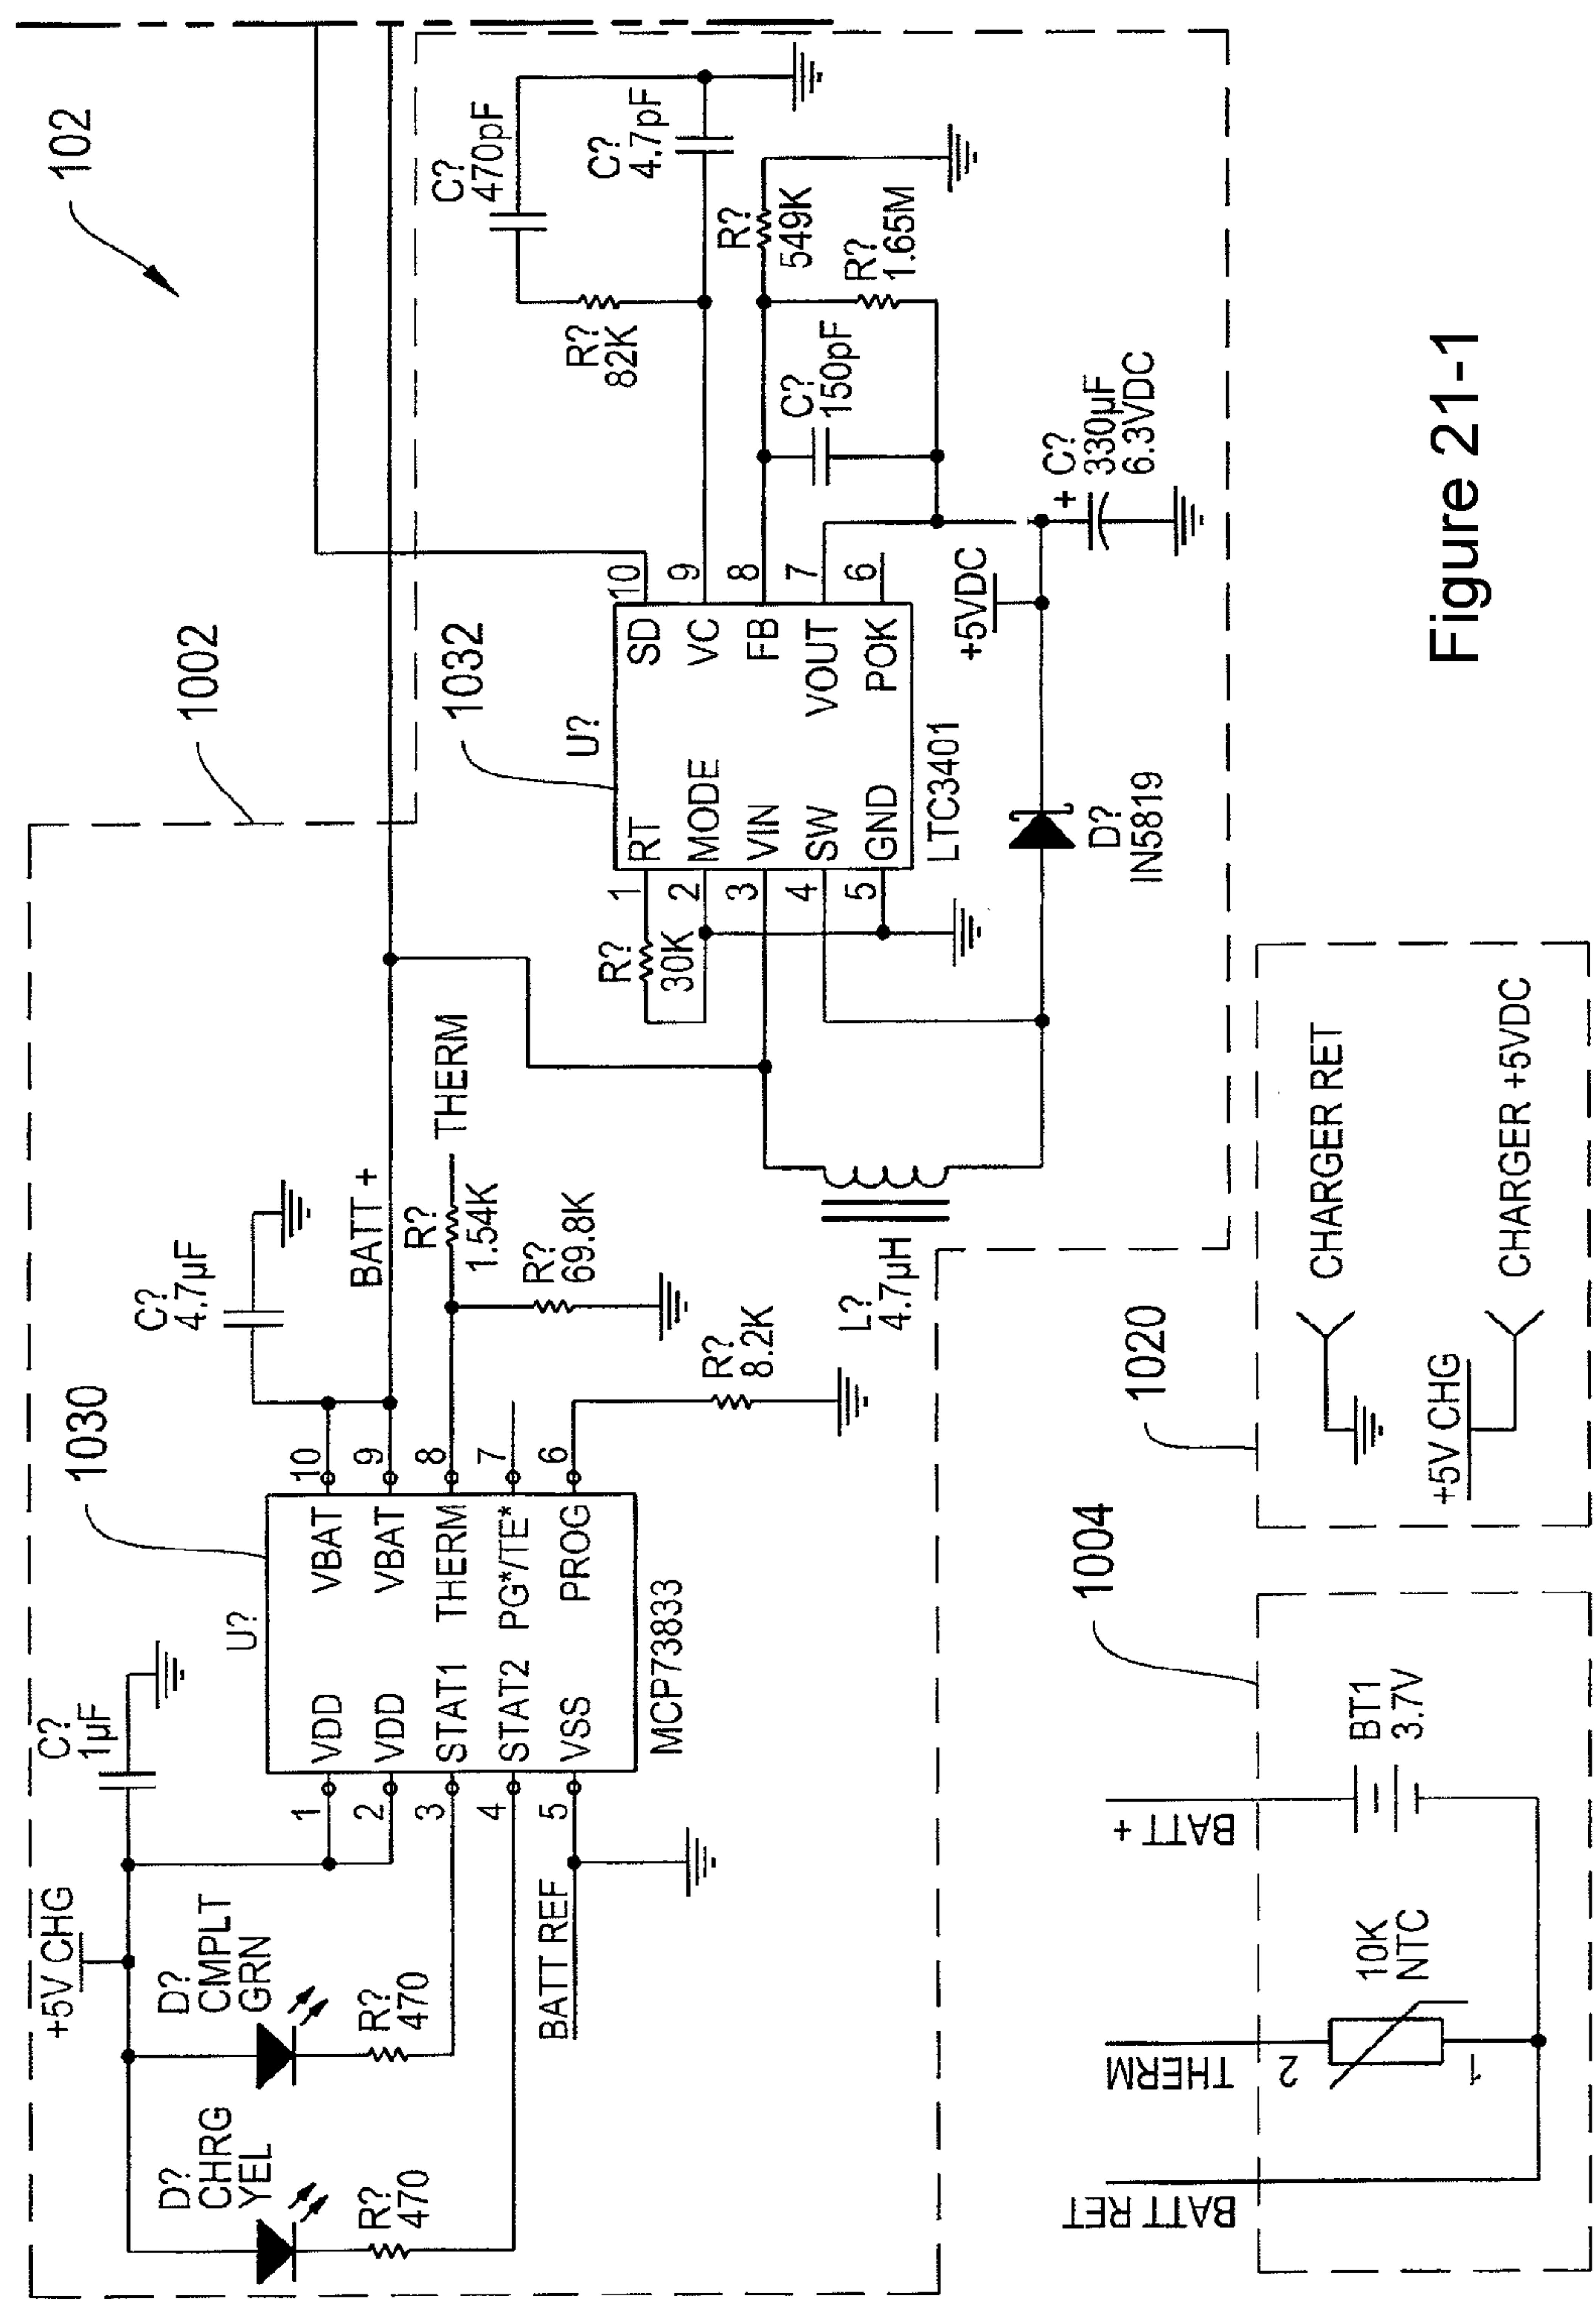 102
1002
+5V CHG
C?
1µF
D?
CHRG
YEL
D?
CMPLT
GRN
R?
470
R?
470
BATT REF
U?
1030
1
VDD
VBAT
10
2
VDD
VBAT
9
3
STAT1
THERM
8
4
STAT2
PG*/TE*
7
5
VSS
PROG
6
MCP73833
C?
4.7µF
BATT +
R?
1.54K
THERM
R?
69.8K
R?
8.2K
L?
4.7µH
1032
U?
R?
30K
1
RT
SD
10
2
MODE
VC
9
3
VIN
FB
8
4
SW
VOUT
7
5
GND
POK
6
LTC3401
D?
IN5819
+5VDC
C?
470pF
R?
82K
C?
4.7pF
R?
549K
R?
1.65M
C?
150pF
+
C?
330µF
6.3VDC
1004
BATT RET
THERM
BATT +
2
1
10K
NTC
BT1
3.7V
1020
CHARGER RET
+5V CHG
CHARGER +5VDC
Figure 21-1